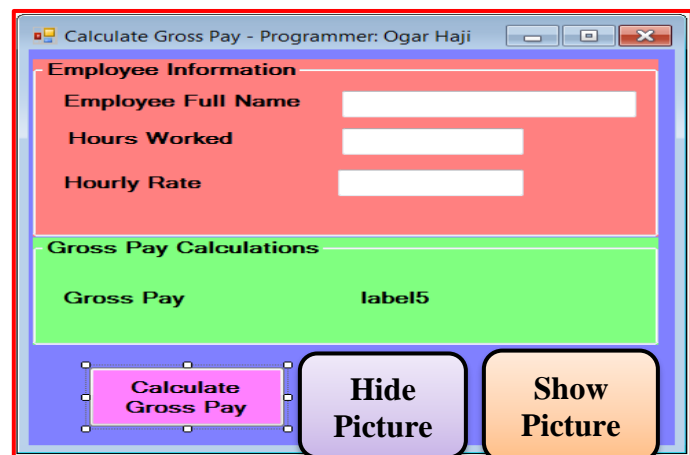 Calculate Gross Pay - Programmer: Ogar Haji
Employee Information
Employee Full Name
Hours Worked
Hourly Rate
Gross Pay Calculations
Gross Pay label5
Calculate
Gross Pay
Hide
Picture
Show
Picture